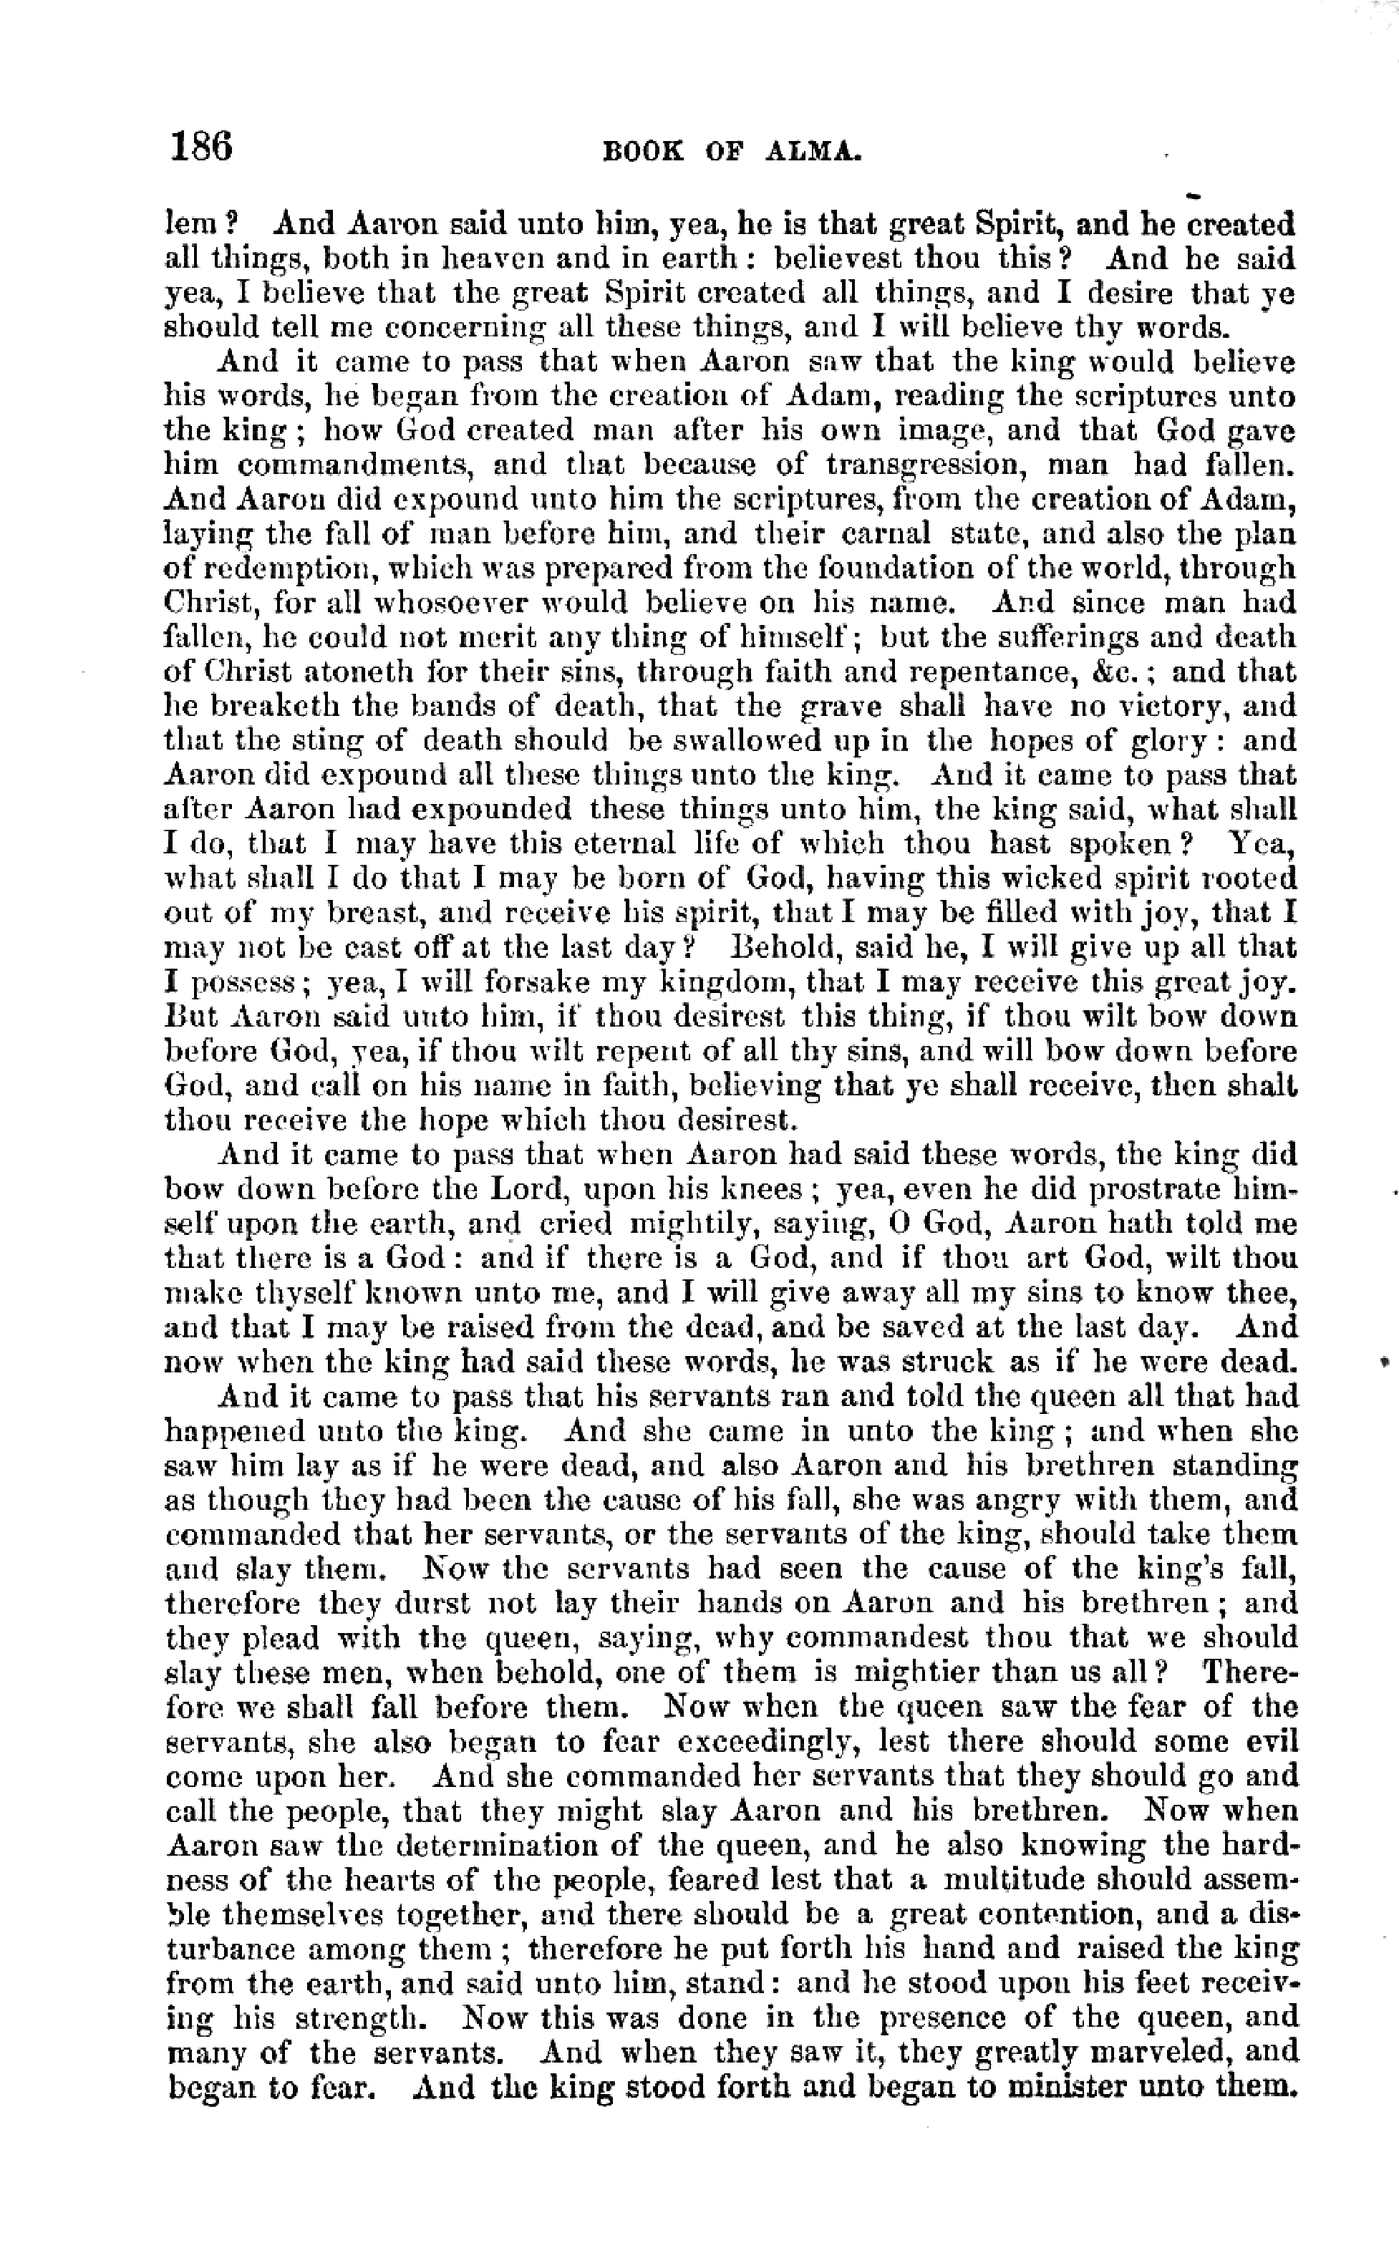 186 BOOK OF ALMA.
lem? And Aaron said unto him, yea, he is that great Spirit, and he created
all things, both in heaven and in earth: believest thou this? And he said
yea, I believe that the great Spirit created all things, and I desire that ye
should tell me concerning all these things, and I will believe thy words.
And it came to pass that when Aaron saw that the king would believe
his words, he began from the creation of Adam, reading the scriptures unto
the king; how God created man after his own image, and that God gave
him commandments, and that because of transgression, man had fallen.
And Aaron did expound unto him the scriptures, from the creation of Adam,
laying the fall of man before him, and their carnal state, and also the plan
of redemption, which was prepared from the foundation of the world, through
Christ, for all whosoever would believe on his name. And since man had
fallen, he could not merit any thing of himself; but the sufferings and death
of Christ atoneth for their sins, through faith and repentance, &c.; and that
he breaketh the bands of death, that the grave shall have no victory, and
that the sting of death should be swallowed up in the hopes of glory: and
Aaron did expound all these things unto the king. And it came to pass that
after Aaron had expounded these things unto him, the king said, what shall
I do, that I may have this eternal life of which thou hast spoken? Yea,
what shall I do that I may be born of God, having this wicked spirit rooted
out of my breast, and receive his spirit, that I may be filled with joy, that I
may not be cast off at the last day? Behold, said he, I will give up all that
I possess; yea, I will forsake my kingdom, that I may receive this great joy.
But Aaron said unto him, if thou desirest this thing, if thou wilt bow down
before God, yea, if thou wilt repent of all thy sins, and will bow down before
God, and call on his name in faith, believing that ye shall receive, then shalt
thou receive the hope which thou desirest.
And it came to pass that when Aaron had said these words, the king did
bow down before the Lord, upon his knees; yea, even he did prostrate him-
self upon the earth, and cried mightily, saying, O God, Aaron hath told me
that there is a God: and if there is a God, and if thou art God, wilt thou
make thyself known unto me, and I will give away all my sins to know thee,
and that I may be raised from the dead, and be saved at the last day. And
now when the king had said these words, he was struck as if he were dead.
And it came to pass that his servants ran and told the queen all that had
happened unto the king. And she came in unto the king; and when she
saw him lay as if he were dead, and also Aaron and his brethren standing
as though they had been the cause of his fall, she was angry with them, and
commanded that her servants, or the servants of the king, should take them
and slay them. Now the servants had seen the cause of the king's fall,
therefore they durst not lay their hands on Aaron and his brethren; and
they plead with the queen, saying, why commandest thou that we should
slay these men, when behold, one of them is mightier than us all? There-
fore we shall fall before them. Now when the queen saw the fear of the
servants, she also began to fear exceedingly, lest there should some evil
come upon her. And she commanded her servants that they should go and
call the people, that they might slay Aaron and his brethren. Now when
Aaron saw the determination of the queen, and he also knowing the hard-
ness of the hearts of the people, feared lest that a multitude should assem-
ble themselves together, and there should be a great contention, and a dis-
turbance among them; therefore he put forth his hand and raised the king
from the earth, and said unto him, stand: and he stood upon his feet receiv-
ing his strength. Now this was done in the presence of the queen, and
many of the servants. And when they saw it, they greatly marveled, and
began to fear. And the king stood forth and began to minister unto them.